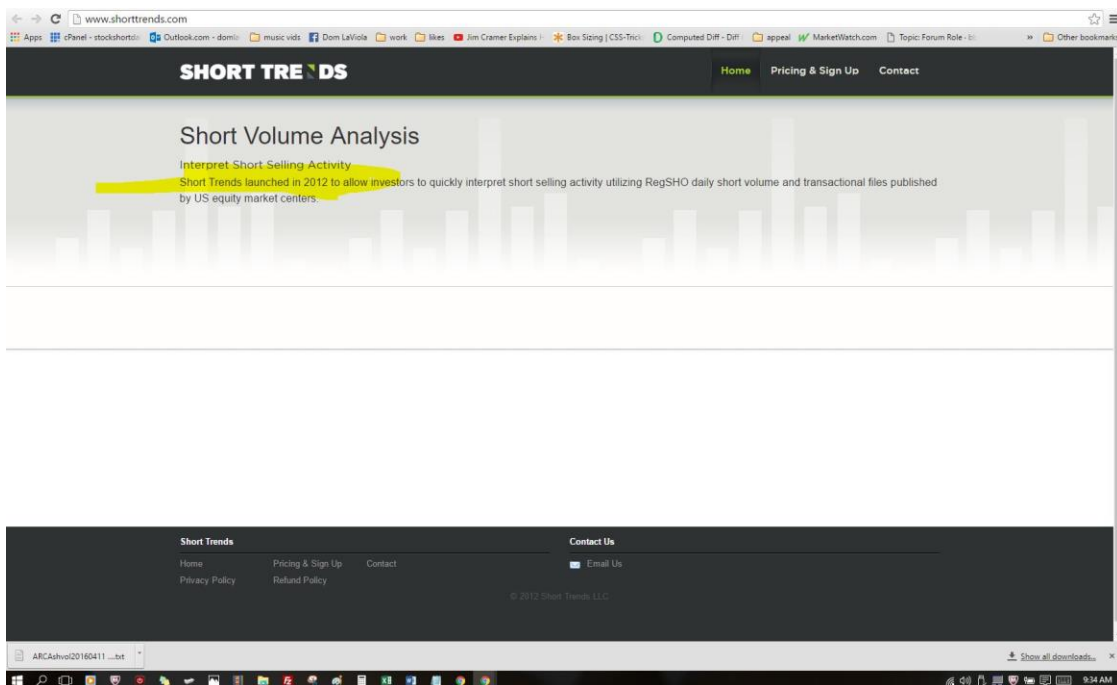 www.shorttrends.com
Apps cPanel - stockshortda Outlook.com - domla music vids Dom LaViola work likes Jim Cramer Explains H Box Sizing | CSS-Trick Computed Diff - Diff appeal MarketWatch.com Topic: Forum Role » Other bookmarks
SHORT TRENDS Home Pricing & Sign Up Contact
Short Volume Analysis
Interpret Short Selling Activity
Short Trends launched in 2012 to allow investors to quickly interpret short selling activity utilizing RegSHO daily short volume and transactional files published
by US equity market centers.
Short Trends Contact Us
Home Pricing & Sign Up Contact Email Us
Privacy Policy Refund Policy
© 2012 Short Trends LLC
ARCAshvol20160411 ....txt Show all downloads...
9:34 AM